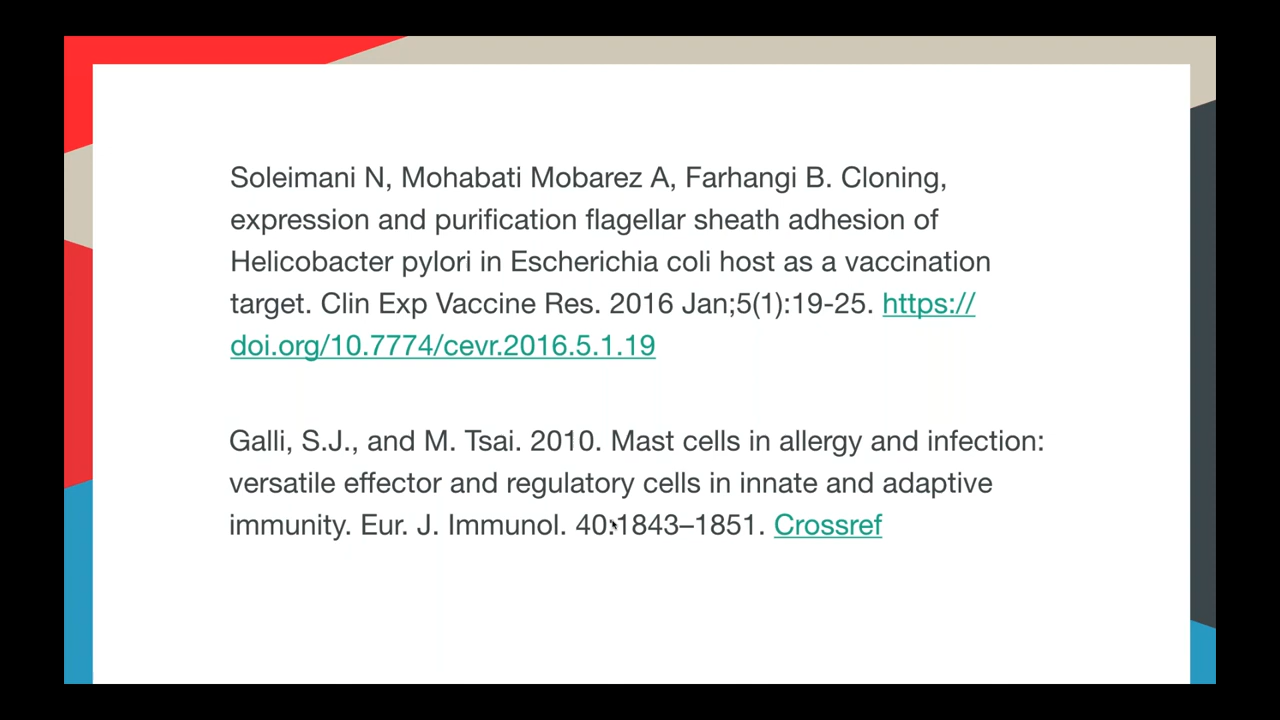 Soleimani N, Mohabati Mobarez A, Farhangi B. Cloning,
expression and purification flagellar sheath adhesion of
Helicobacter pylori in Escherichia coli host as a vaccination
target. Clin Exp Vaccine Res. 2016 Jan;5(1):19-25. https://
doi.org/10.7774/cevr.2016.5.1.19
Galli, S.J., and M. Tsai. 2010. Mast cells in allergy and infection:
versatile effector and regulatory cells in innate and adaptive
immunity. Eur. J. Immunol. 40:1843–1851. Crossref